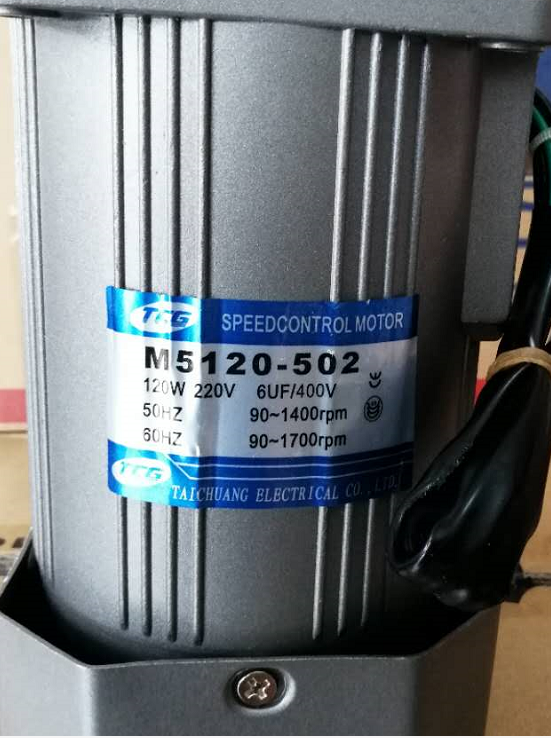 TCG SPEEDCONTROL MOTOR
M5120-502
120W 220V 6UF/400V
50HZ 90~1400rpm
60HZ 90~1700rpm
TCG
TAICHUANG ELECTRICAL CO.,LTD.